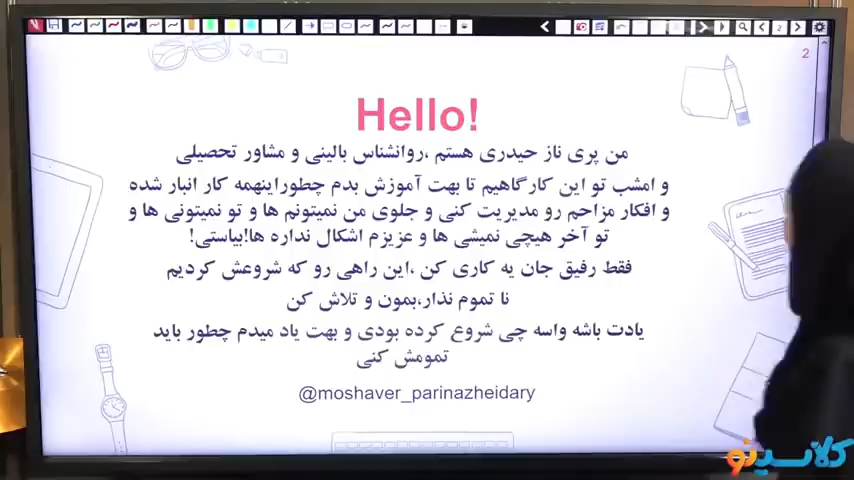 2
Hello!
من پری ناز حیدری هستم ،روانشناس بالینی و مشاور تحصیلی
و امشب تو این کارگاهیم تا بهت آموزش بدم چطوراینهمه کار انبار شده
و افکار مزاحم رو مدیریت کنی و جلوی من نمیتونم ها و تو نمیتونی ها و
تو آخر هیچی نمیشی ها و عزیزم اشکال نداره ها!بیاستی!
فقط رفیق جان یه کاری کن ،این راهی رو که شروعش کردیم
نا تموم نذار،بمون و تلاش کن
یادت باشه واسه چی شروع کرده بودی و بهت یاد میدم چطور باید
تمومش کنی
@moshaver_parinazheidary
کلاسینو